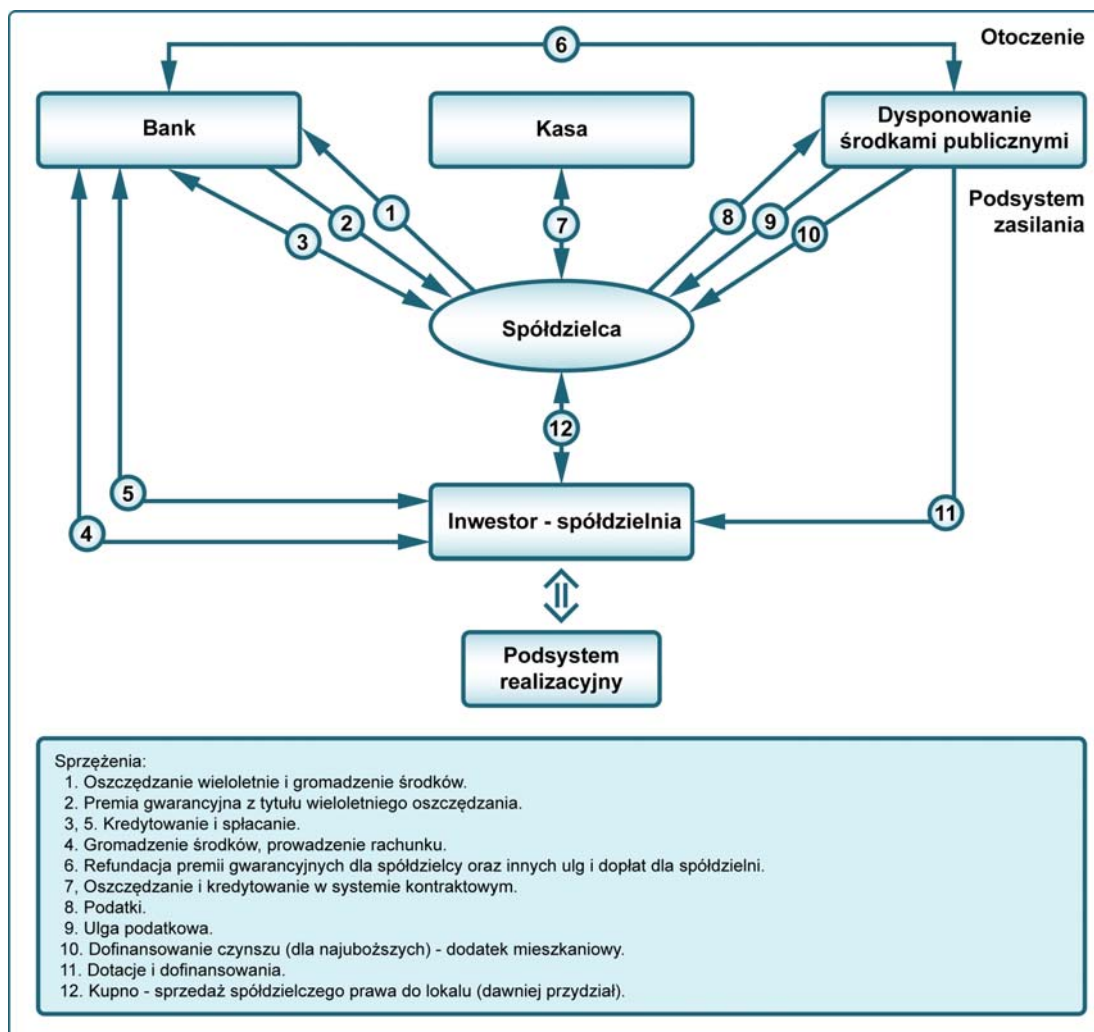 6
Otoczenie
Bank
Kasa
Dysponowanie
środkami publicznymi
Podsystem
zasilania
1
2
3
7
8
9
10
Spółdzielca
12
5
4
Inwestor - spółdzielnia
11
Podsystem
realizacyjny
Sprzężenia:
1. Oszczędzanie wieloletnie i gromadzenie środków.
2. Premia gwarancyjna z tytułu wieloletniego oszczędzania.
3, 5. Kredytowanie i spłacanie.
4. Gromadzenie środków, prowadzenie rachunku.
6. Refundacja premii gwarancyjnych dla spółdzielcy oraz innych ulg i dopłat dla spółdzielni.
7, Oszczędzanie i kredytowanie w systemie kontraktowym.
8. Podatki.
9. Ulga podatkowa.
10. Dofinansowanie czynszu (dla najuboższych) - dodatek mieszkaniowy.
11. Dotacje i dofinansowania.
12. Kupno - sprzedaż spółdzielczego prawa do lokalu (dawniej przydział).